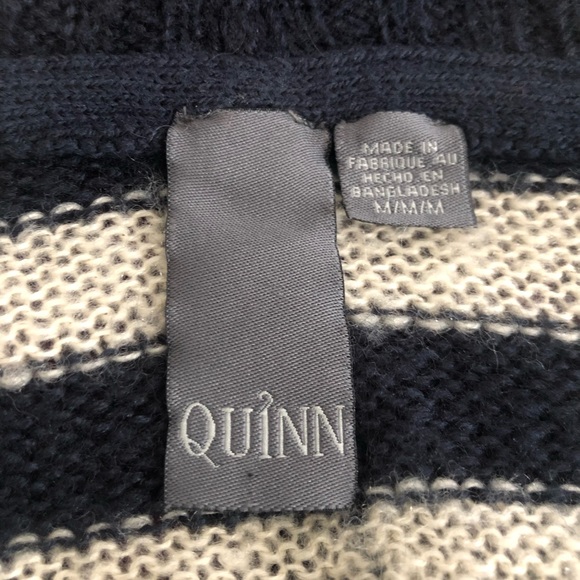 QUINN
MADE IN
FABRIQUE AU
HECHO EN
BANGLADESH
M/M/M